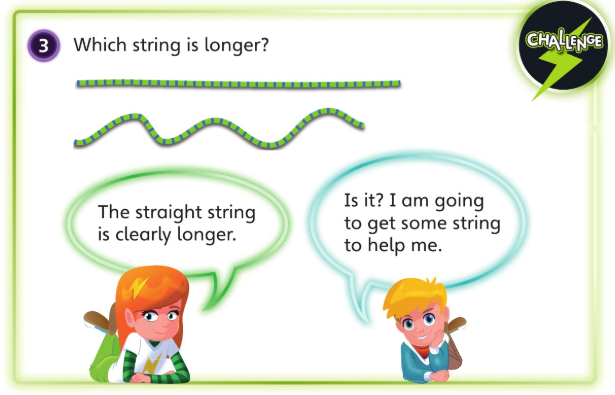 CHALLENGE
3 Which string is longer?
The straight string
is clearly longer.
Is it? I am going
to get some string
to help me.